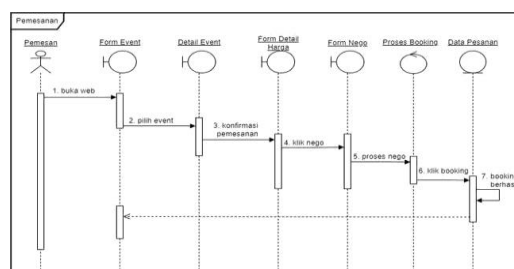 Pemesanan
Pemesan
Form Event
Detail Event
Form Detail
Harga
Form Nego
Proses Booking
Data Pesanan
1. buka web
2. pilih event
3. konfirmasi
pemesanan
4. klik nego
5. proses nego
6. klik booking
7. bookin
berhas